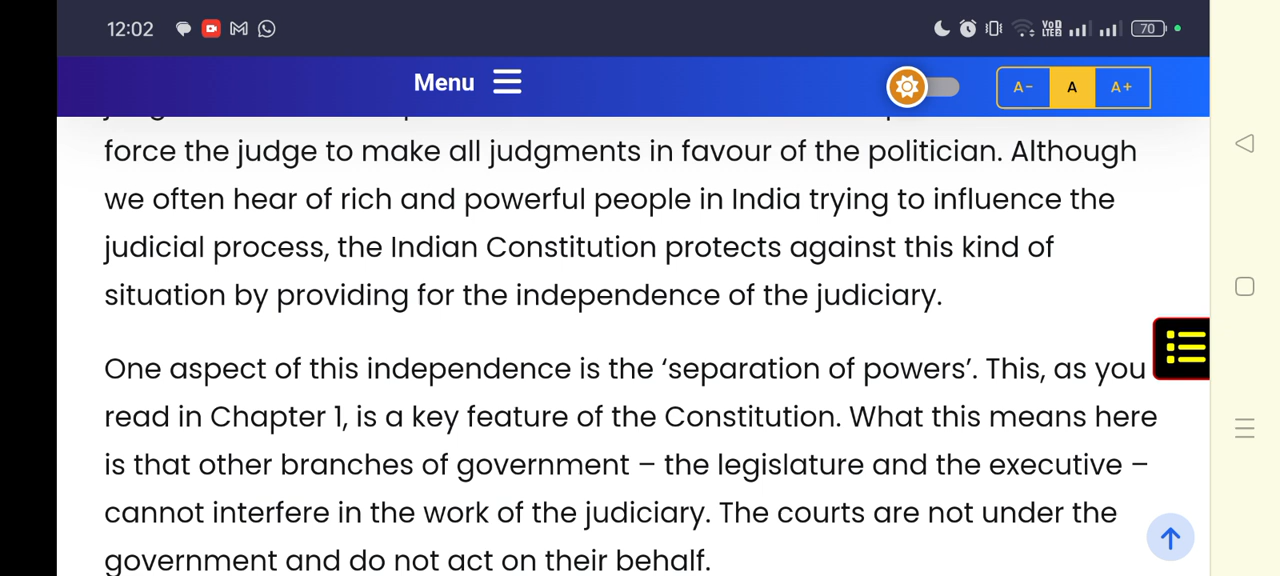 12:02
VoD LTE2 70
Menu
A- A A+
force the judge to make all judgments in favour of the politician. Although
we often hear of rich and powerful people in India trying to influence the
judicial process, the Indian Constitution protects against this kind of
situation by providing for the independence of the judiciary.
One aspect of this independence is the ‘separation of powers’. This, as you
read in Chapter 1, is a key feature of the Constitution. What this means here
is that other branches of government – the legislature and the executive –
cannot interfere in the work of the judiciary. The courts are not under the
government and do not act on their behalf.